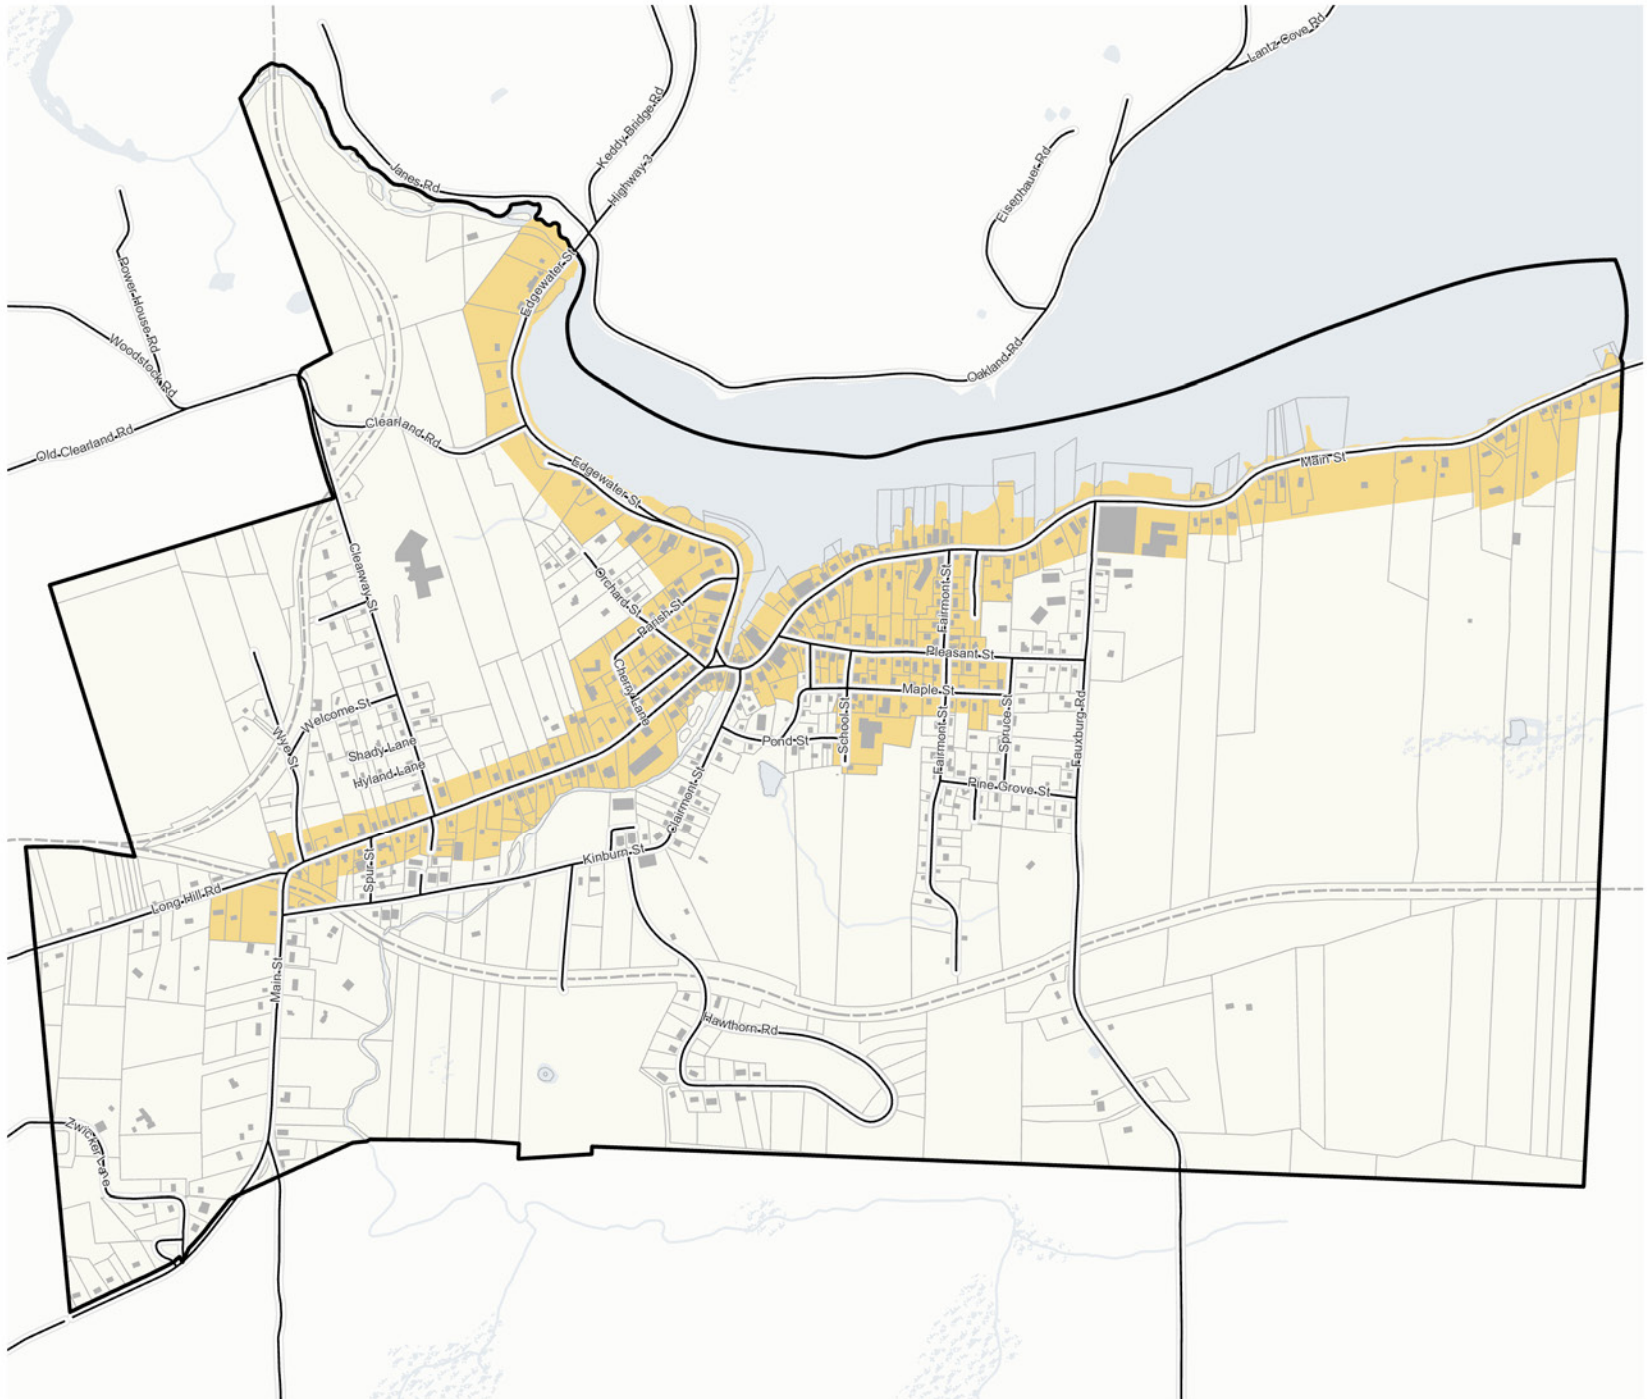 Lantz Cove Rd
Keddy Bridge Rd
Highway 3
Janes Rd
Eisenhauer Rd
Power House Rd
Edgewater St
Woodstock Rd
Oakland Rd
Old Clearland Rd
Clearland Rd
Edgewater St
Main St
Clearway St
Orchard St
Parish St
Fairmont St
Pleasant St
Cherry Lane
Maple St
Welcome St
Wye St
School St
Fairmont St
Spruce St
Fauxburg Rd
Shady Lane
Pond St
Hyland Lane
Pine Grove St
Clairmont St
Kinburn St
Spur St
Long Hill Rd
Main St
Hawthorn Rd
Zwicker Lane